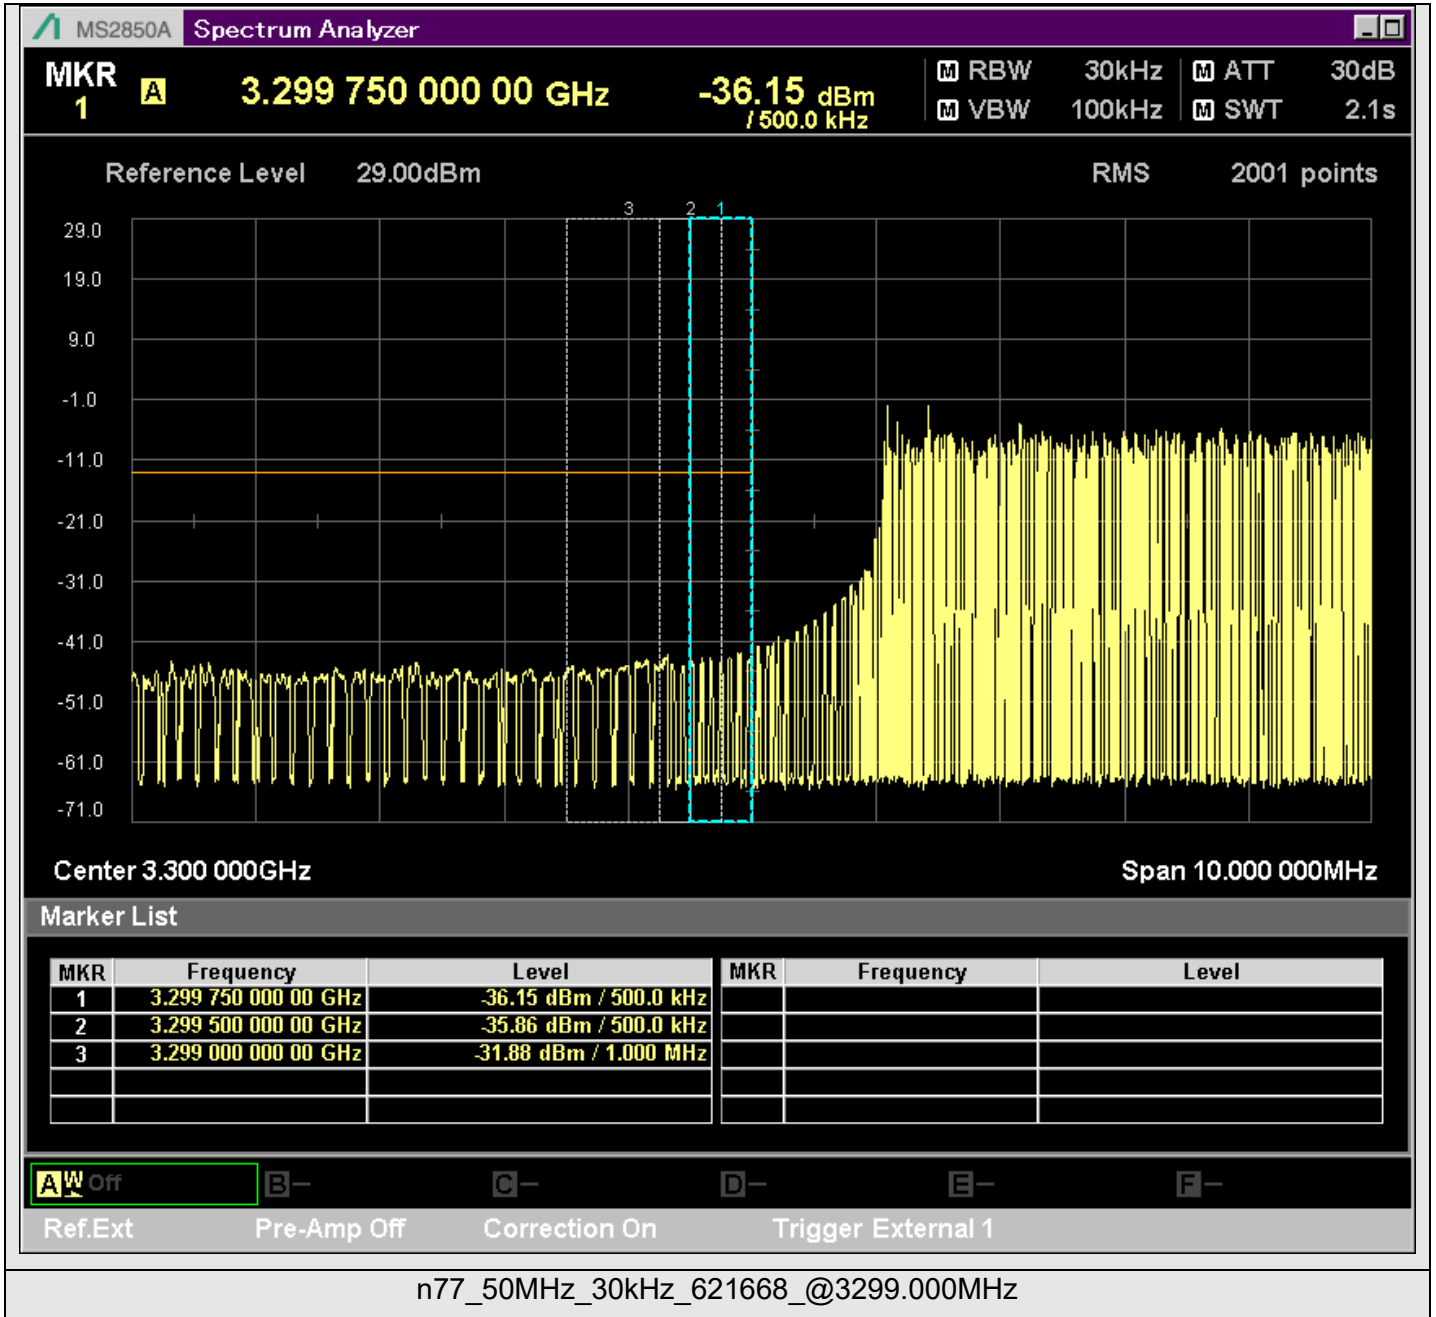 MS2850A Spectrum Analyzer
MKR 1 A 3.299 750 000 00 GHz -36.15 dBm / 500.0 kHz
M RBW 30kHz M ATT 30dB
M VBW 100kHz M SWT 2.1s
Reference Level 29.00dBm RMS 2001 points
3 2 1
29.0
19.0
9.0
-1.0
-11.0
-21.0
-31.0
-41.0
-51.0
-61.0
-71.0
Center 3.300 000GHz Span 10.000 000MHz
Marker List
MKR Frequency Level MKR Frequency Level
1 3.299 750 000 00 GHz -36.15 dBm / 500.0 kHz
2 3.299 500 000 00 GHz -35.86 dBm / 500.0 kHz
3 3.299 000 000 00 GHz -31.88 dBm / 1.000 MHz
A W Off B- C- D- E- F-
Ref.Ext Pre-Amp Off Correction On Trigger External 1
n77_50MHz_30kHz_621668_@3299.000MHz